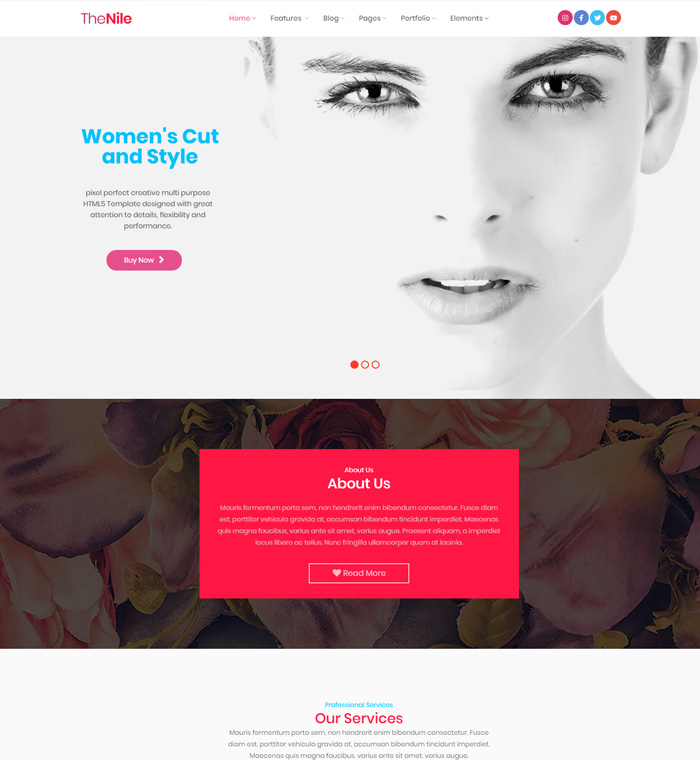 TheNile
Home Features Blog Pages Portfolio Elements
Women's Cut
and Style
pixel perfect creative multi purpose
HTML5 Template designed with great
attention to details, flexibility and
performance.
Buy Now
About Us
About Us
Mauris fermentum porta sem, non hendrerit enim bibendum consectetur. Fusce diam
est, porttitor vehicula gravida at, accumsan bibendum tincidunt imperdiet. Maecenas
quis magna faucibus, varius ante sit amet, varius augue. Praesent aliquam, a imperdiet
lacus libero ac tellus. Nunc fringilla ullamcorper quam at lacinia.
Read More
Professional Services
Our Services
Mauris fermentum porta sem, non hendrerit enim bibendum consectetur. Fusce
diam est, porttitor vehicula gravida at, accumsan bibendum tincidunt imperdiet.
Maecenas quis magna faucibus, varius ante sit amet, varius augue.